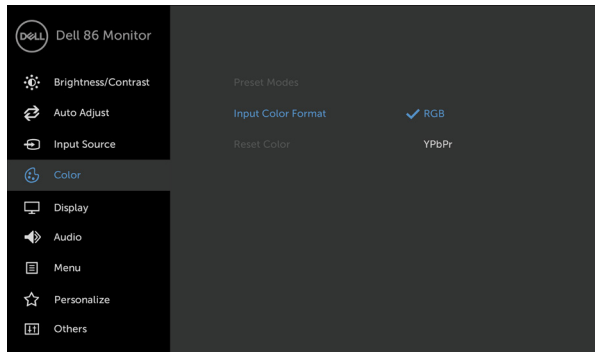 DELL
Dell 86 Monitor
Brightness/Contrast
Auto Adjust
Input Source
Color
Display
Audio
Menu
Personalize
Others
Preset Modes
Input Color Format
RGB
Reset Color
YPbPr